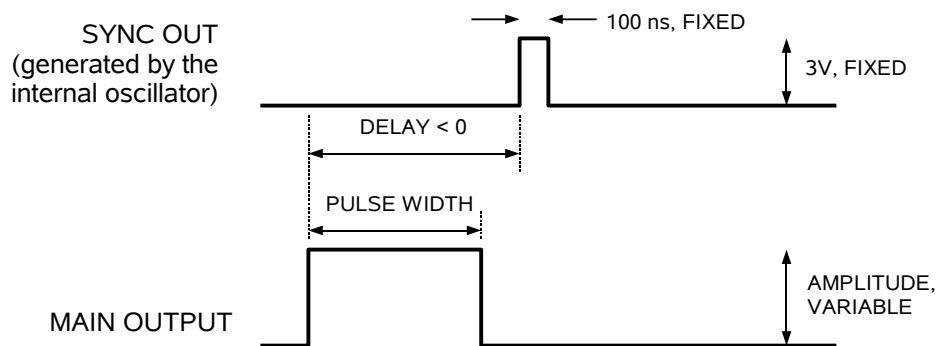 SYNC OUT
(generated by the
internal oscillator)
100 ns, FIXED
3V, FIXED
DELAY < 0
PULSE WIDTH
AMPLITUDE,
VARIABLE
MAIN OUTPUT